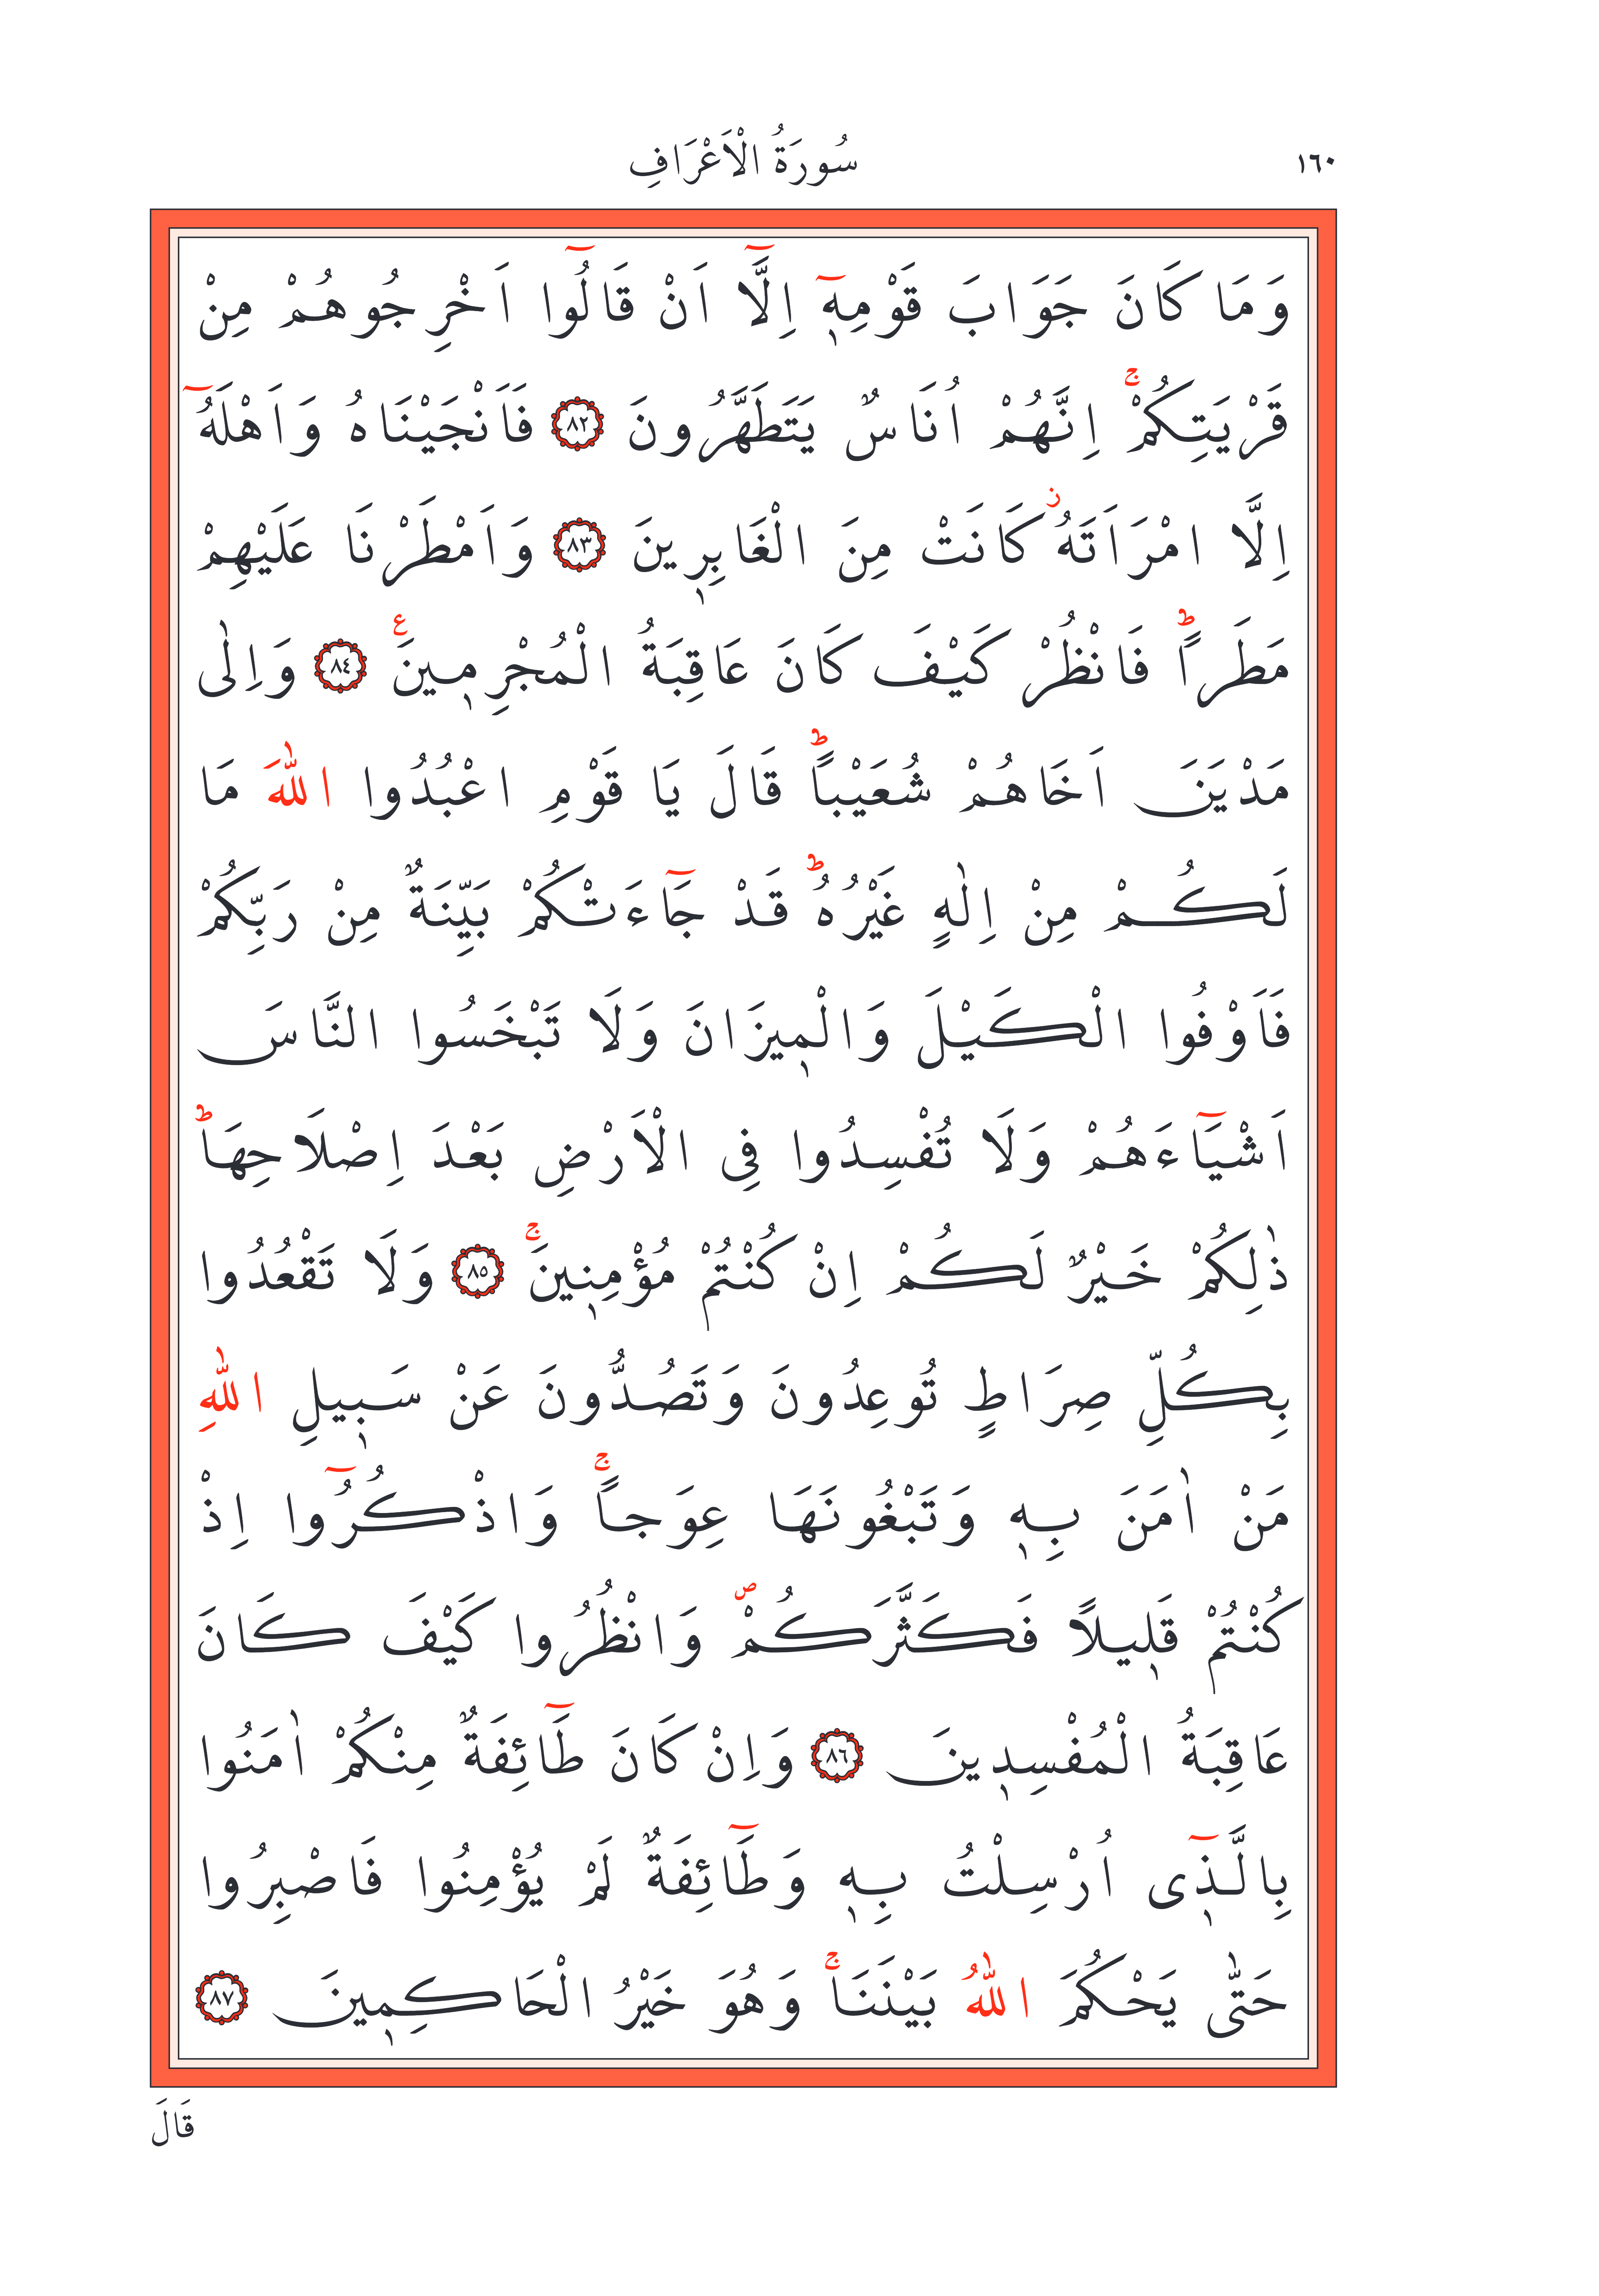 ١٦٠
سُورَةُ الْاَعْرَافِ
وَمَا كَانَ جَوَابَ قَوْمِه۪ٓ اِلَّٓا اَنْ قَالُٓوا اَخْرِجُوهُمْ مِنْ
قَرْيَتِكُمْۚ اِنَّهُمْ اُنَاسٌ يَتَطَهَّرُونَ ﴿٨٢﴾ فَاَنْجَيْنَاهُ وَاَهْلَهُٓ
اِلَّا امْرَاَتَهُۘ كَانَتْ مِنَ الْغَابِر۪ينَ ﴿٨٣﴾ وَاَمْطَرْنَا عَلَيْهِمْ
مَطَراًۜ فَانْظُرْ كَيْفَ كَانَ عَاقِبَةُ الْمُجْرِم۪ينَ۟ ﴿٨٤﴾ وَاِلٰى
مَدْيَنَ اَخَاهُمْ شُعَيْباًۜ قَالَ يَا قَوْمِ اعْبُدُوا اللّٰهَ مَا
لَكُمْ مِنْ اِلٰهٍ غَيْرُهُۜ قَدْ جَٓاءَتْكُمْ بَيِّنَةٌ مِنْ رَبِّكُمْ
فَاَوْفُوا الْكَيْلَ وَالْم۪يزَانَ وَلَا تَبْخَسُوا النَّاسَ
اَشْيَٓاءَهُمْ وَلَا تُفْسِدُوا فِى الْاَرْضِ بَعْدَ اِصْلَاحِهَاۜ
ذٰلِكُمْ خَيْرٌ لَكُمْ اِنْ كُنْتُمْ مُؤْمِن۪ينَۚ ﴿٨٥﴾ وَلَا تَقْعُدُوا
بِكُلِّ صِرَاطٍ تُوعِدُونَ وَتَصُدُّونَ عَنْ سَب۪يلِ اللّٰهِ
مَنْ اٰمَنَ بِه۪ وَتَبْغُونَهَا عِوَجاًۚ وَاذْكُرُٓوا اِذْ
كُنْتُمْ قَل۪يلًا فَكَثَّرَكُمْۖ وَانْظُرُوا كَيْفَ كَانَ
عَاقِبَةُ الْمُفْسِد۪ينَ ﴿٨٦﴾ وَاِنْ كَانَ طَٓائِفَةٌ مِنْكُمْ اٰمَنُوا
بِالَّذ۪ٓى اُرْسِلْتُ بِه۪ وَطَٓائِفَةٌ لَمْ يُؤْمِنُوا فَاصْبِرُوا
حَتّٰى يَحْكُمَ اللّٰهُ بَيْنَنَاۚ وَهُوَ خَيْرُ الْحَاكِم۪ينَ ﴿٨٧﴾
قَالَ